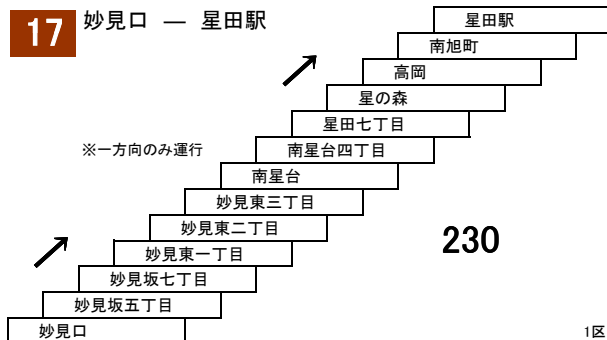 17 妙見口 ― 星田駅
星田駅
南旭町
高岡
星の森
星田七丁目
※一方向のみ運行
南星台四丁目
南星台
妙見東三丁目
妙見東二丁目
230
妙見東一丁目
妙見坂七丁目
妙見坂五丁目
妙見口
1区